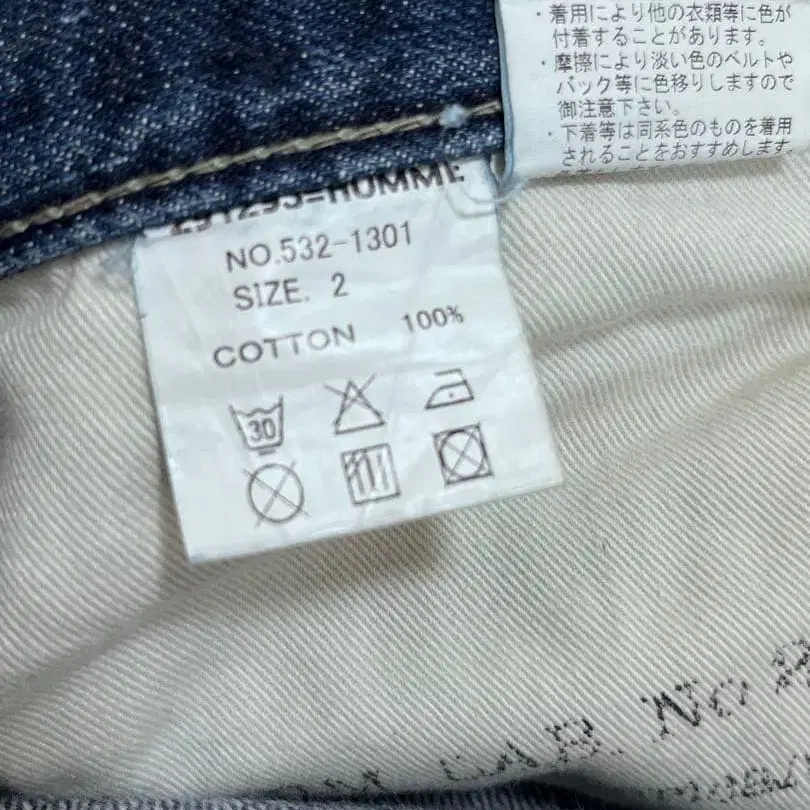 ・着用により他の衣類等に色が
付着することがあります。
・摩擦により淡い色のベルトや
バック等に色移りしますので
御注意下さい。
・下着等は同系色のものを着用
されることをおすすめします。
291295=HOMME
NO.532-1301
SIZE. 2
COTTON 100%
30
LAB. No